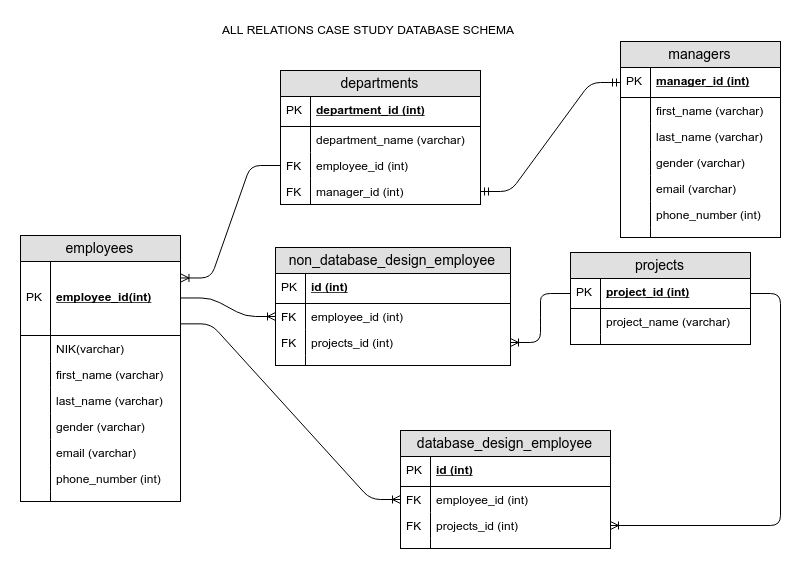 ALL RELATIONS CASE STUDY DATABASE SCHEMA
managers
PK manager_id (int)
first_name (varchar)
last_name (varchar)
gender (varchar)
email (varchar)
phone_number (int)
departments
PK department_id (int)
department_name (varchar)
FK employee_id (int)
FK manager_id (int)
employees
PK employee_id(int)
NIK(varchar)
first_name (varchar)
last_name (varchar)
gender (varchar)
email (varchar)
phone_number (int)
non_database_design_employee
PK id (int)
FK employee_id (int)
FK projects_id (int)
projects
PK project_id (int)
project_name (varchar)
database_design_employee
PK id (int)
FK employee_id (int)
FK projects_id (int)